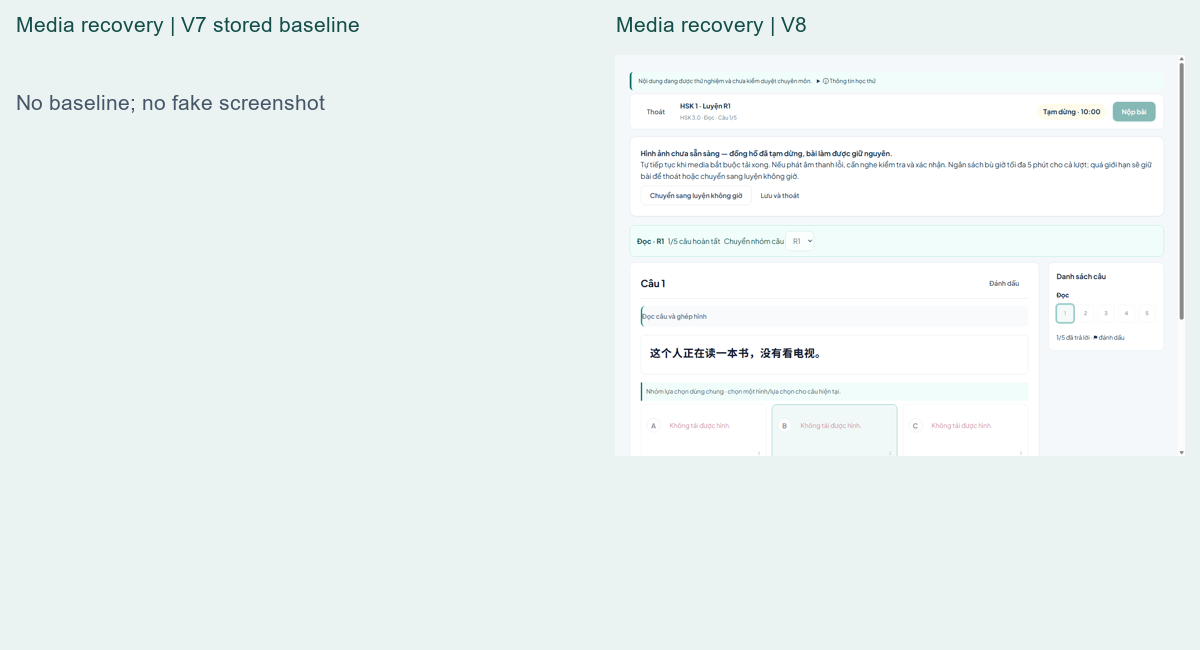 Media recovery | V7 stored baseline
No baseline; no fake screenshot
Media recovery | V8
Nội dung đang được thử nghiệm và chưa kiểm duyệt chuyên môn. ▶ ⓘ Thông tin học thử
Thoát
HSK 1 · Luyện R1
HSK 3.0 · Đọc · Câu 1/5
Tạm dừng · 10:00
Nộp bài
Hình ảnh chưa sẵn sàng — đồng hồ đã tạm dừng, bài làm được giữ nguyên.
Tự tiếp tục khi media bắt buộc tải xong. Nếu phát âm thanh lỗi, cần nghe kiểm tra và xác nhận. Ngân sách bù giờ tối đa 5 phút cho cả lượt; quá giới hạn sẽ giữ
bài để thoát hoặc chuyển sang luyện không giờ.
Chuyển sang luyện không giờ
Lưu và thoát
Đọc · R1 1/5 câu hoàn tất Chuyển nhóm câu R1
Câu 1
Đánh dấu
Đọc câu và ghép hình
这个人正在读一本书，没有看电视。
Nhóm lựa chọn dùng chung · chọn một hình/lựa chọn cho câu hiện tại.
A Không tải được hình.
B Không tải được hình.
C Không tải được hình.
Danh sách câu
Đọc
1 2 3 4 5
1/5 đã trả lời · ⚑ đánh dấu